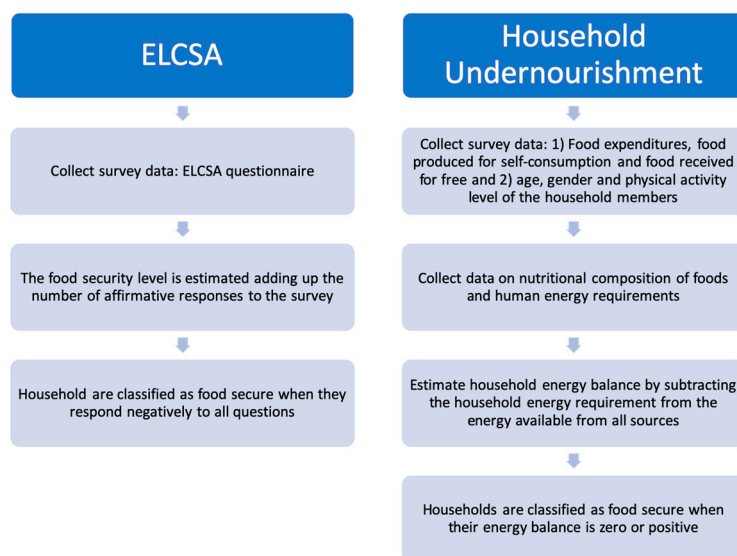 ELCSA
Collect survey data: ELCSA questionnaire
The food security level is estimated adding up the
number of affirmative responses to the survey
Household are classified as food secure when they
respond negatively to all questions
Household
Undernourishment
Collect survey data: 1) Food expenditures, food
produced for self-consumption and food received
for free and 2) age, gender and physical activity
level of the household members
Collect data on nutritional composition of foods
and human energy requirements
Estimate household energy balance by subtracting
the household energy requirement from the
energy available from all sources
Households are classified as food secure when
their energy balance is zero or positive